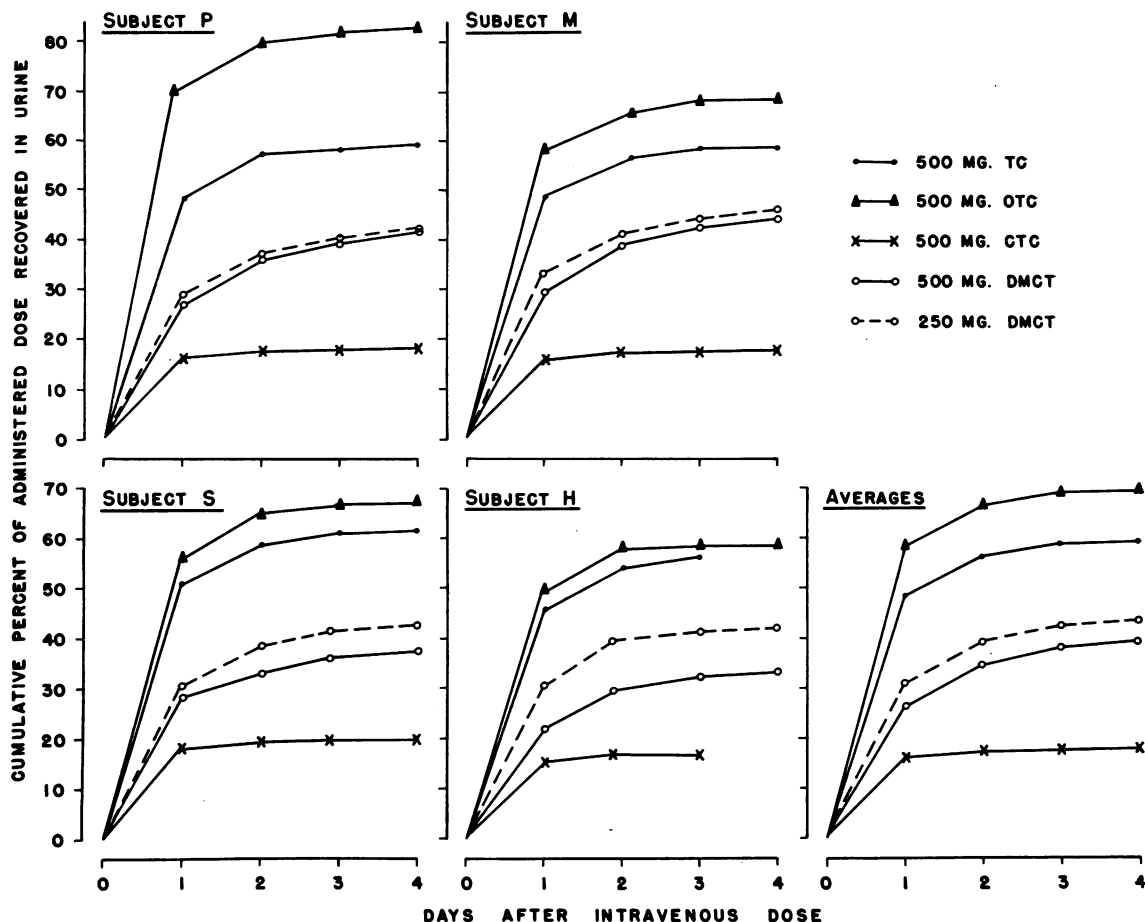 CUMULATIVE PERCENT OF ADMINISTERED DOSE RECOVERED IN URINE
SUBJECT P
80
70
60
50
40
30
20
10
0
SUBJECT M
500 MG. TC
500 MG. OTC
500 MG. CTC
500 MG. DMCT
250 MG. DMCT
SUBJECT S
70
60
50
40
30
20
10
0
0 1 2 3 4
SUBJECT H
0 1 2 3 4
AVERAGES
0 1 2 3 4
DAYS AFTER INTRAVENOUS DOSE